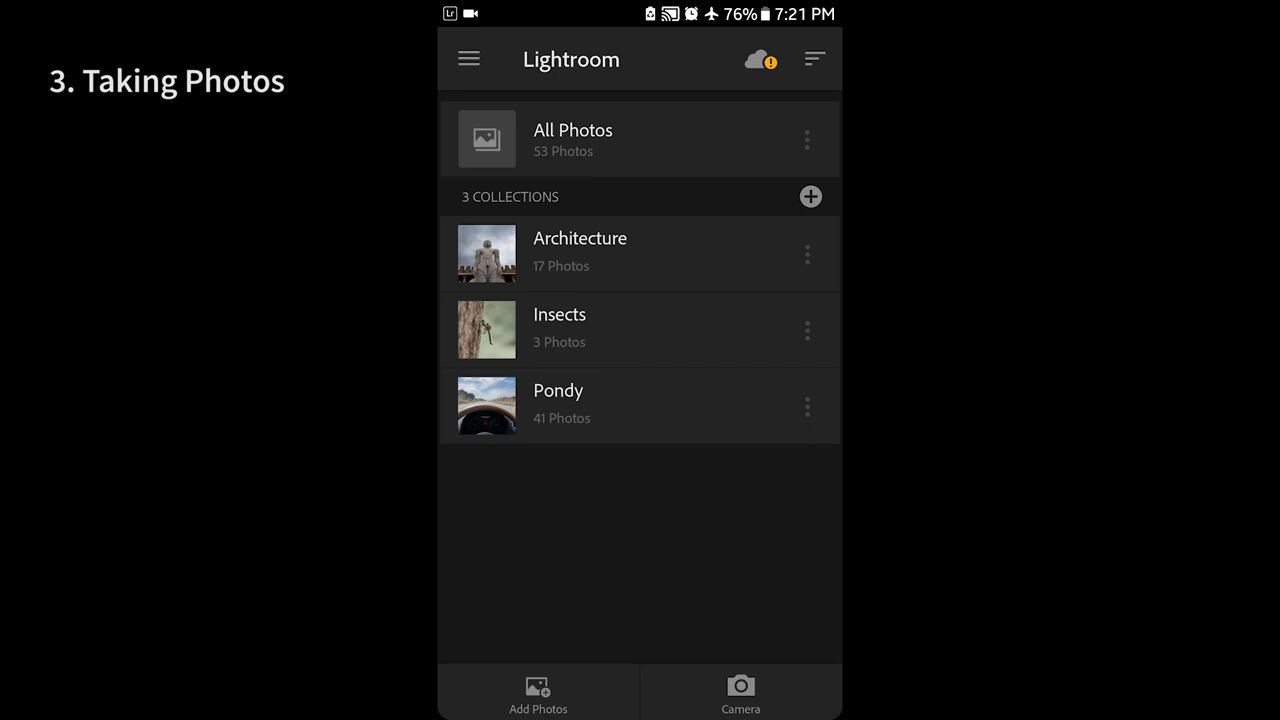 3. Taking Photos
Lr 76% 7:21 PM
Lightroom
All Photos
53 Photos
3 COLLECTIONS
Architecture
17 Photos
Insects
3 Photos
Pondy
41 Photos
Add Photos
Camera